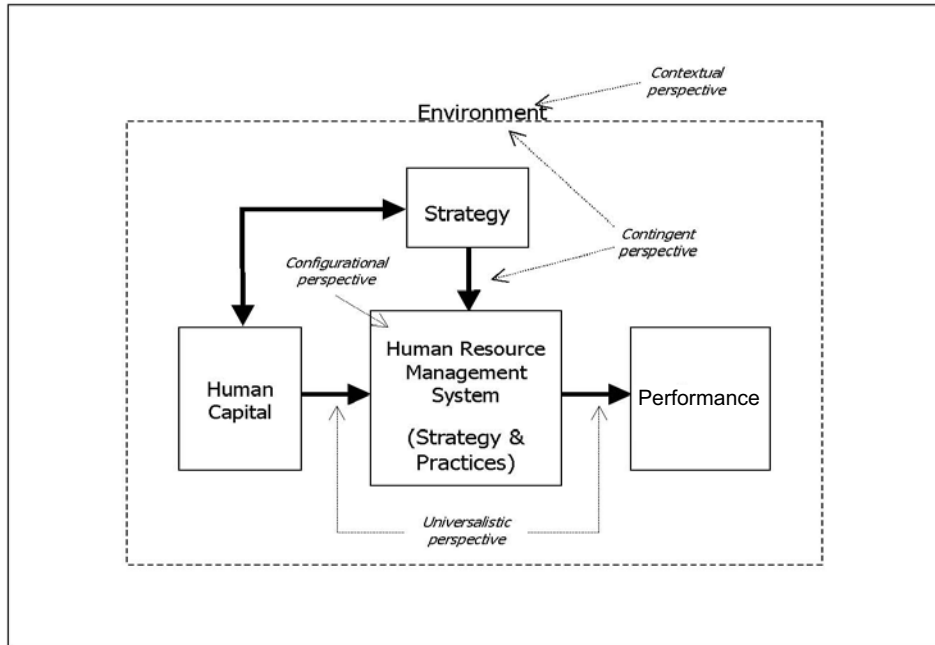 Contextual
perspective
Environment
Strategy
Contingent
perspective
Configurational
perspective
Human
Capital
Human Resource
Management
System
(Strategy &
Practices)
Performance
Universalistic
perspective